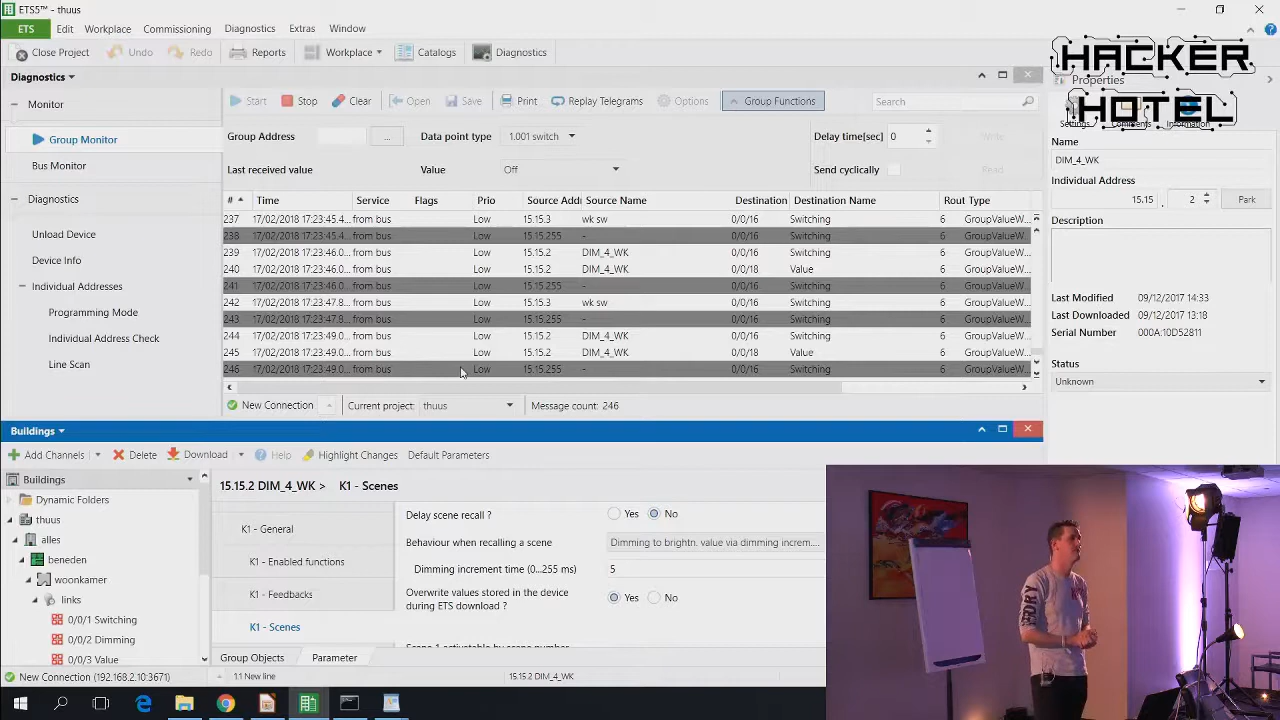 ETS5™ - thuus
ETS Edit Workplace Commissioning Diagnostics Extras Window
Close Project Undo Redo Reports Workplace Catalogs Diagnostics
HACKER
HOTEL
Diagnostics
Properties
Monitor
Start Stop Clear Open Save Print Replay Telegrams Options Group Functions Search
Settings Comments Information
Group Monitor
Group Address ... Data point type 1.001 switch Delay time[sec] 0 Write
Name
DIM_4_WK
Bus Monitor
Last received value Value Off Send cyclically Read
Individual Address
15.15 . 2 Park
Diagnostics
# Time Service Flags Prio Source Addr Source Name Destination Destination Name Rout Type
237 17/02/2018 17:23:45.4... from bus Low 15.15.3 wk sw 0/0/16 Switching 6 GroupValueW...
238 17/02/2018 17:23:45.4... from bus Low 15.15.255 - 0/0/16 Switching 6 GroupValueW...
239 17/02/2018 17:23:46.0... from bus Low 15.15.2 DIM_4_WK 0/0/16 Switching 6 GroupValueW...
240 17/02/2018 17:23:46.0... from bus Low 15.15.2 DIM_4_WK 0/0/18 Value 6 GroupValueW...
241 17/02/2018 17:23:46.0... from bus Low 15.15.255 - 0/0/16 Switching 6 GroupValueW...
242 17/02/2018 17:23:47.8... from bus Low 15.15.3 wk sw 0/0/16 Switching 6 GroupValueW...
243 17/02/2018 17:23:47.8... from bus Low 15.15.255 - 0/0/16 Switching 6 GroupValueW...
244 17/02/2018 17:23:49.0... from bus Low 15.15.2 DIM_4_WK 0/0/16 Switching 6 GroupValueW...
245 17/02/2018 17:23:49.0... from bus Low 15.15.2 DIM_4_WK 0/0/18 Value 6 GroupValueW...
246 17/02/2018 17:23:49.0... from bus Low 15.15.255 - 0/0/16 Switching 6 GroupValueW...
Unload Device
Device Info
Individual Addresses
Programming Mode
Individual Address Check
Line Scan
Description
Last Modified 09/12/2017 14:33
Last Downloaded 09/12/2017 13:18
Serial Number 000A:10D52811
Status
Unknown
New Connection Current project: thuus Message count: 246
Buildings
Add Channels Delete Download Help Highlight Changes Default Parameters
Buildings
Dynamic Folders
thuus
alles
beneden
woonkamer
links
0/0/1 Switching
0/0/2 Dimming
0/0/3 Value
15.15.2 DIM_4_WK > K1 - Scenes
K1 - General
K1 - Enabled functions
K1 - Feedbacks
K1 - Scenes
Delay scene recall ? Yes No
Behaviour when recalling a scene Dimming to brightn. value via dimming increm....
Dimming increment time (0...255 ms) 5
Overwrite values stored in the device
during ETS download ? Yes No
Group Objects Parameter
New Connection (192.168.2.10:3671) 1.1 New line 15.15.2 DIM_4_WK